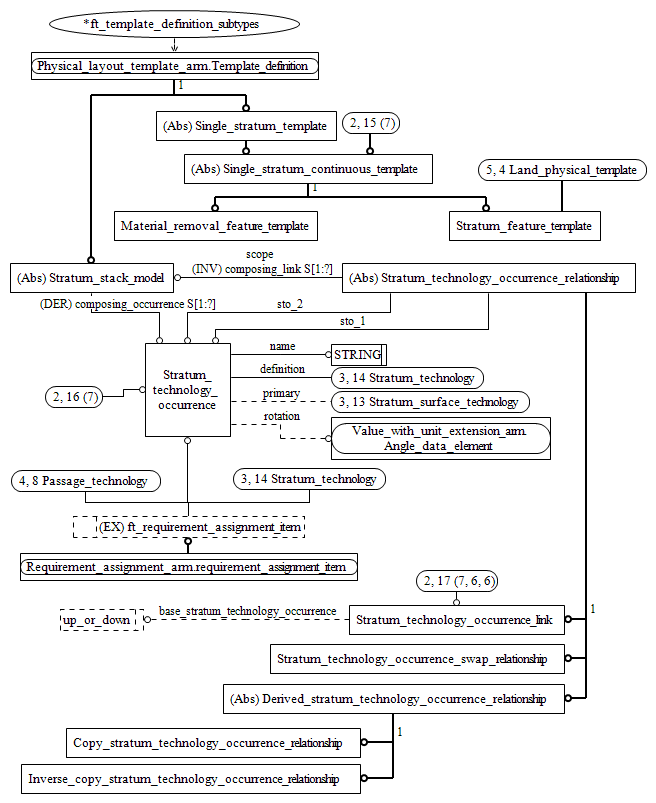 *ft_template_definition_subtypes
Physical_layout_template_arm.Template_definition
1
(Abs) Single_stratum_template
2, 15 (7)
(Abs) Single_stratum_continuous_template
5, 4 Land_physical_template
1
Material_removal_feature_template
Stratum_feature_template
scope
(INV) composing_link S[1:?]
(Abs) Stratum_stack_model
(Abs) Stratum_technology_occurrence_relationship
(DER) composing_occurrence S[1:?]
sto_2
sto_1
name
STRING
Stratum_
technology_
occurrence
definition
3, 14 Stratum_technology
2, 16 (7)
primary
3, 13 Stratum_surface_technology
rotation
Value_with_unit_extension_arm.
Angle_data_element
4, 8 Passage_technology
3, 14 Stratum_technology
(EX) ft_requirement_assignment_item
Requirement_assignment_arm.requirement_assignment_item
2, 17 (7, 6, 6)
up_or_down
base_stratum_technology_occurrence
Stratum_technology_occurrence_link
1
Stratum_technology_occurrence_swap_relationship
(Abs) Derived_stratum_technology_occurrence_relationship
1
Copy_stratum_technology_occurrence_relationship
Inverse_copy_stratum_technology_occurrence_relationship